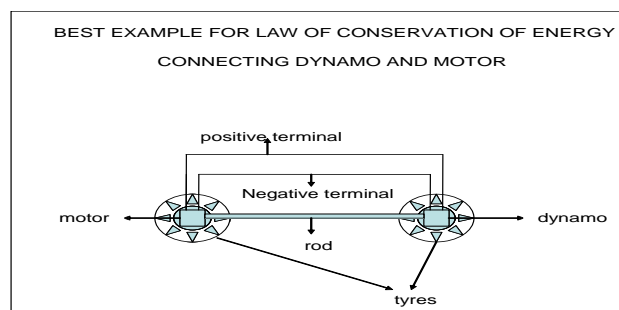 BEST EXAMPLE FOR LAW OF CONSERVATION OF ENERGY
CONNECTING DYNAMO AND MOTOR
positive terminal
Negative terminal
motor
dynamo
rod
tyres